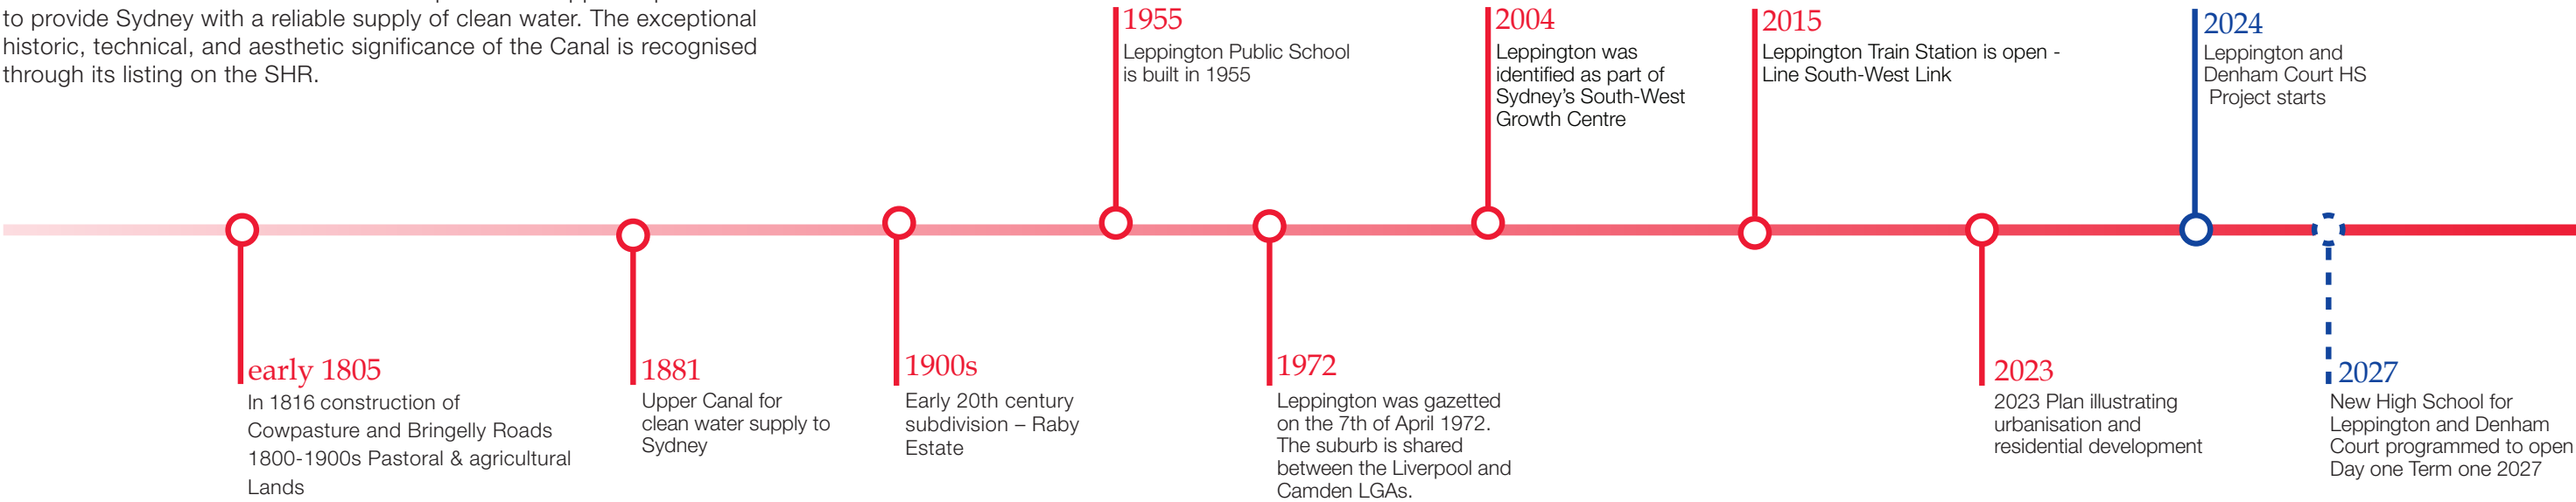 to provide Sydney with a reliable supply of clean water. The exceptional
historic, technical, and aesthetic significance of the Canal is recognised
through its listing on the SHR.
1955
Leppington Public School
is built in 1955
2004
Leppington was
identified as part of
Sydney's South-West
Growth Centre
2015
Leppington Train Station is open -
Line South-West Link
2024
Leppington and
Denham Court HS
Project starts
early 1805
In 1816 construction of
Cowpasture and Bringelly Roads
1800-1900s Pastoral & agricultural
Lands
1881
Upper Canal for
clean water supply to
Sydney
1900s
Early 20th century
subdivision – Raby
Estate
1972
Leppington was gazetted
on the 7th of April 1972.
The suburb is shared
between the Liverpool and
Camden LGAs.
2023
2023 Plan illustrating
urbanisation and
residential development
2027
New High School for
Leppington and Denham
Court programmed to open
Day one Term one 2027